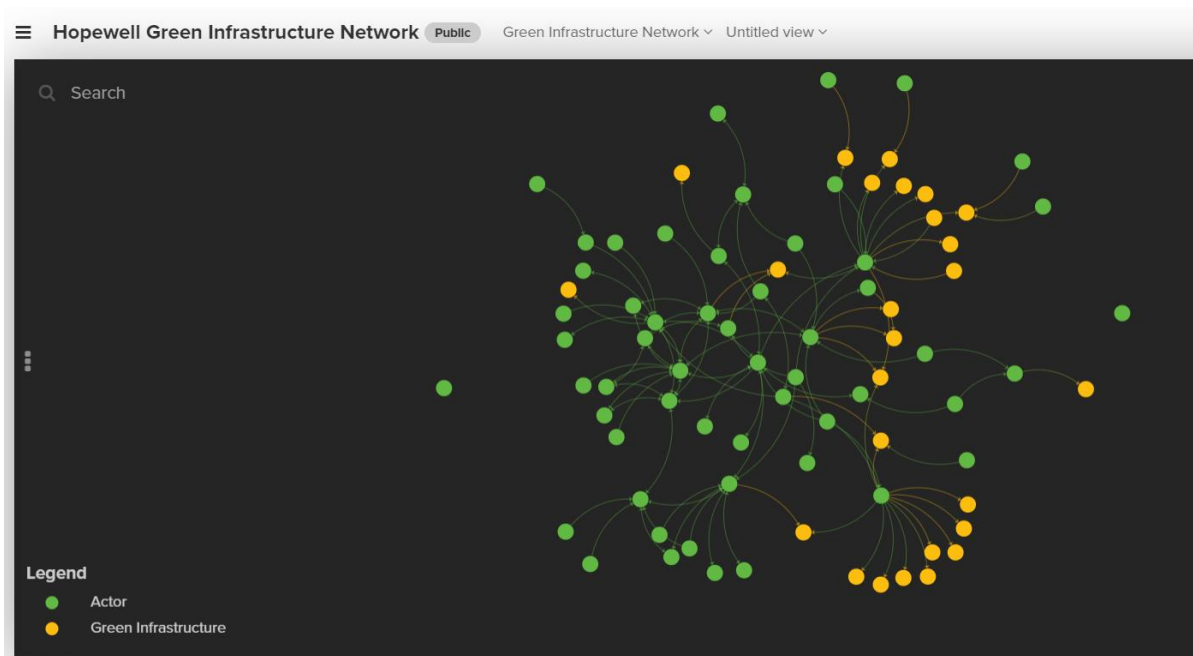 Hopewell Green Infrastructure Network Public Green Infrastructure Network Untitled view
Search
Legend
Actor
Green Infrastructure